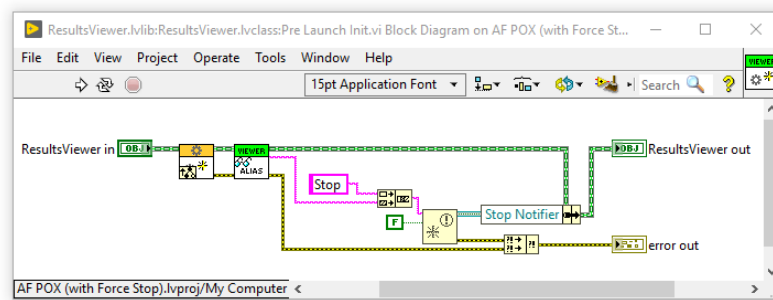 ResultsViewer.lvlib:ResultsViewer.lvclass:Pre Launch Init.vi Block Diagram on AF POX (with Force St...
File Edit View Project Operate Tools Window Help
15pt Application Font
Search
VIEWER
ResultsViewer in
OBJ
VIEWER
ALIAS
OBJ
ResultsViewer out
Stop
Stop Notifier
F
error out
AF POX (with Force Stop).lvproj/My Computer